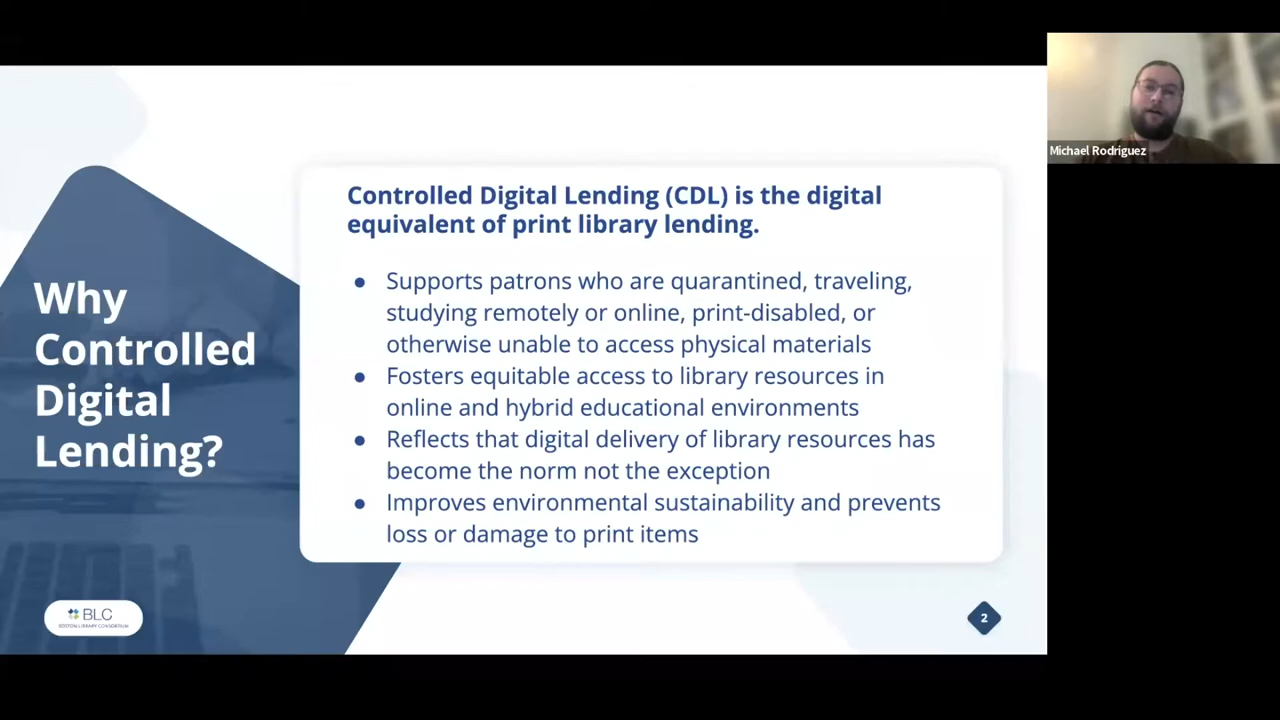 Why
Controlled
Digital
Lending?
Controlled Digital Lending (CDL) is the digital
equivalent of print library lending.
● Supports patrons who are quarantined, traveling,
studying remotely or online, print-disabled, or
otherwise unable to access physical materials
● Fosters equitable access to library resources in
online and hybrid educational environments
● Reflects that digital delivery of library resources has
become the norm not the exception
● Improves environmental sustainability and prevents
loss or damage to print items
BLC
BOSTON LIBRARY CONSORTIUM
2
Michael Rodriguez